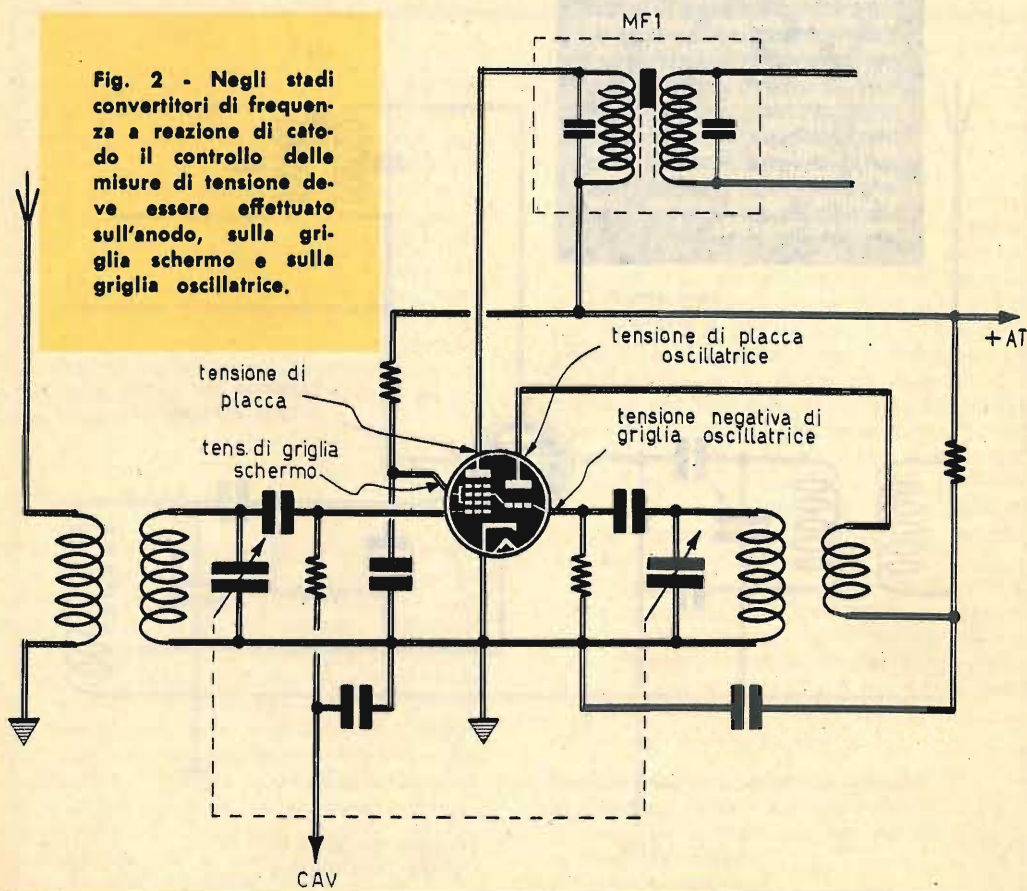 MF1
Fig. 2 - Negli stadi
convertitori di frequen-
za a reazione di cato-
do il controllo delle
misure di tensione de-
ve essere effettuato
sull'anodo, sulla gri-
glia schermo e sulla
griglia oscillatrice.
+AT
tensione di placca
oscillatrice
tensione di
placca
tensione negativa di
griglia oscillatrice
tens. di griglia
schermo
CAV